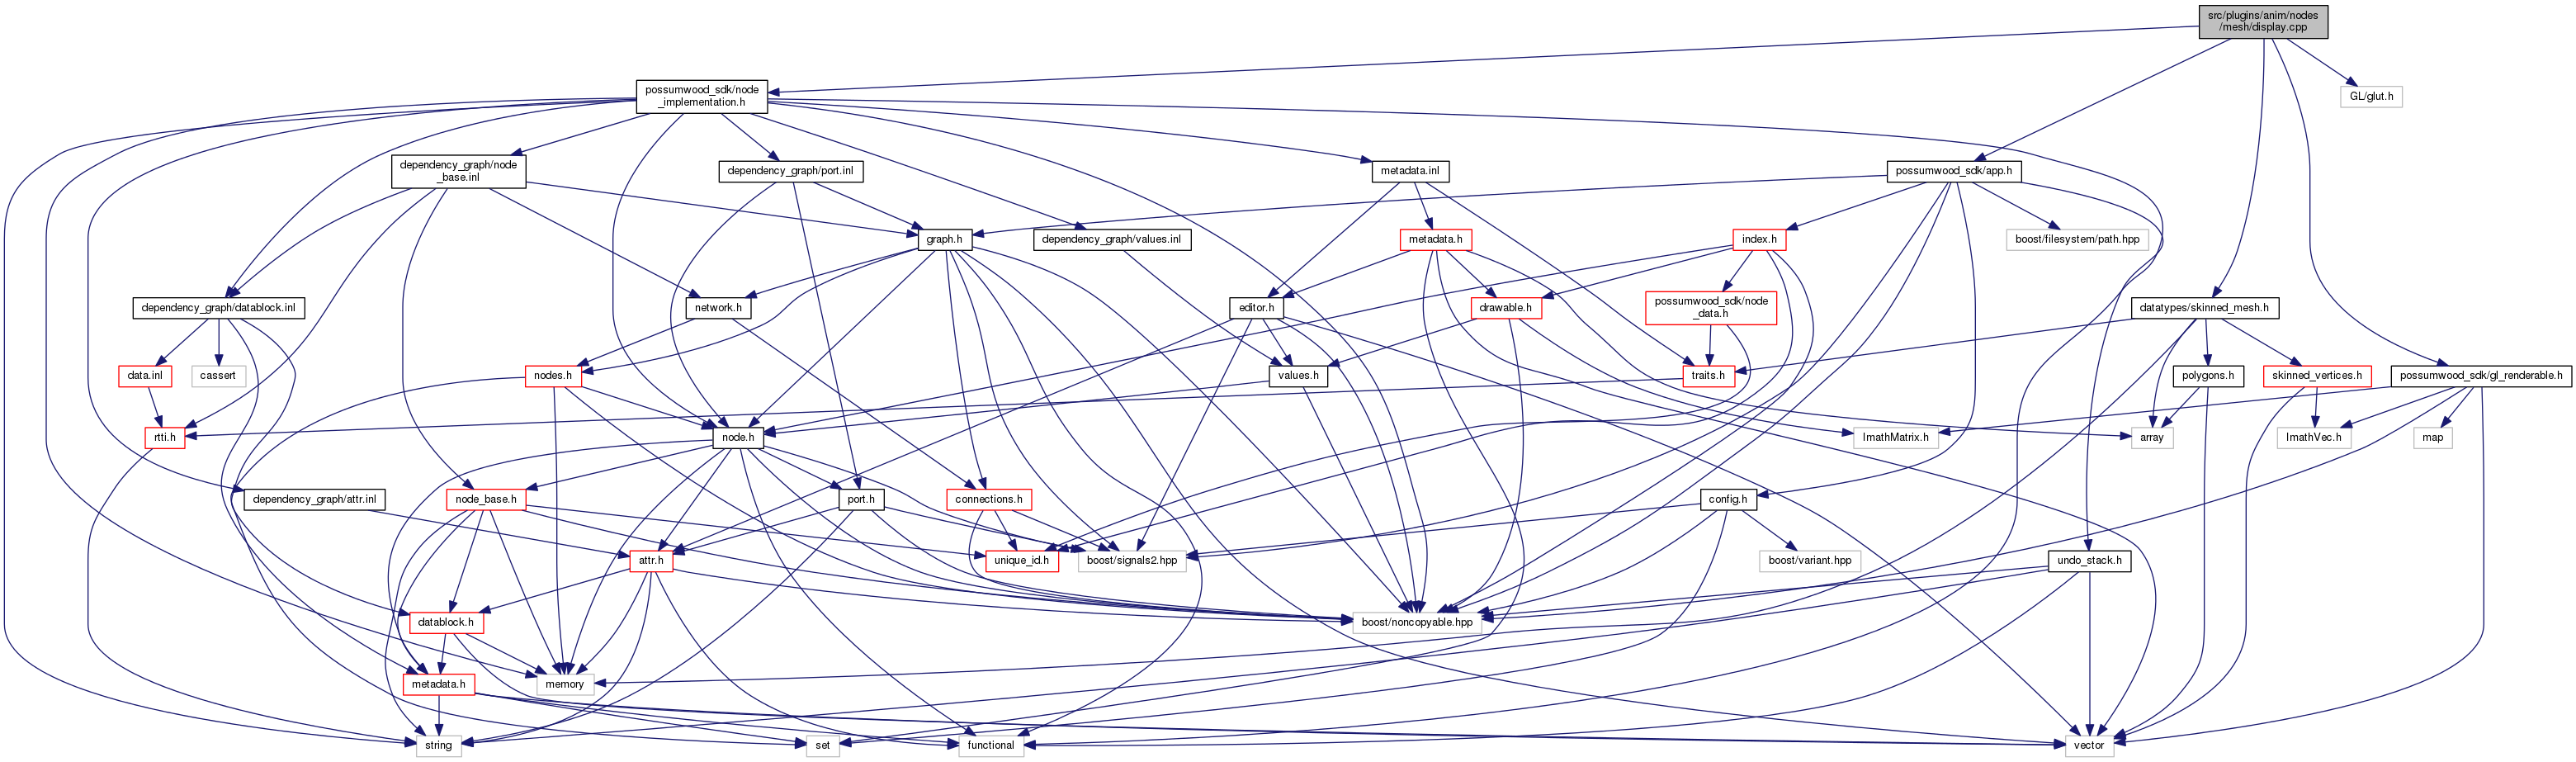 src/plugins/anim/nodes
/mesh/display.cpp
possumwood_sdk/node
_implementation.h
GL/glut.h
dependency_graph/node
_base.inl
dependency_graph/port.inl
metadata.inl
possumwood_sdk/app.h
graph.h
dependency_graph/values.inl
metadata.h
index.h
boost/filesystem/path.hpp
dependency_graph/datablock.inl
network.h
editor.h
drawable.h
possumwood_sdk/node
_data.h
datatypes/skinned_mesh.h
data.inl
cassert
nodes.h
values.h
traits.h
polygons.h
skinned_vertices.h
possumwood_sdk/gl_renderable.h
rtti.h
node.h
ImathMatrix.h
array
ImathVec.h
map
dependency_graph/attr.inl
node_base.h
port.h
connections.h
config.h
attr.h
unique_id.h
boost/signals2.hpp
boost/variant.hpp
undo_stack.h
datablock.h
boost/noncopyable.hpp
metadata.h
memory
string
set
functional
vector